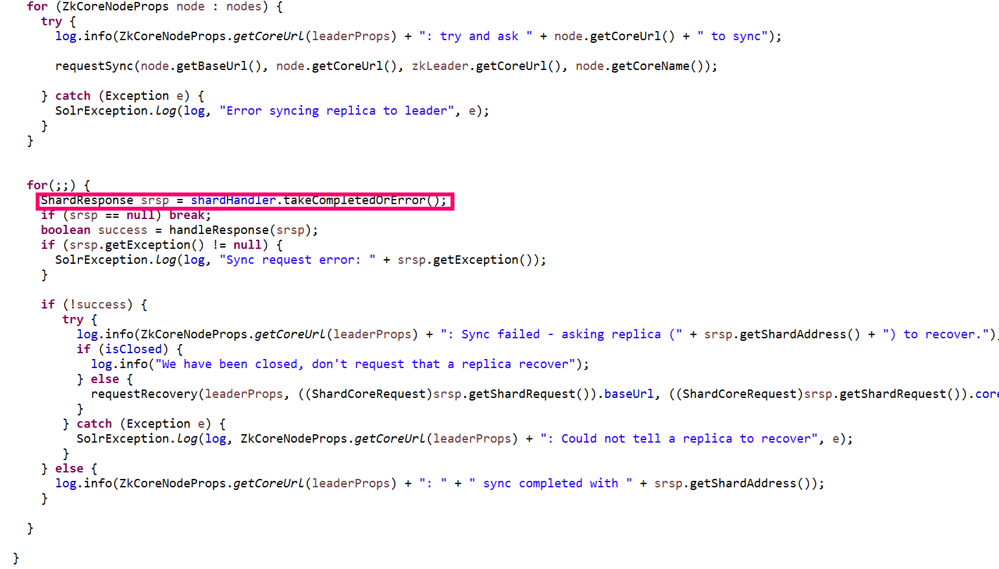 for (ZkCoreNodeProps node : nodes) {
try {
log.info(ZkCoreNodeProps.getCoreUrl(leaderProps) + ": try and ask " + node.getCoreUrl() + " to sync");
requestSync(node.getBaseUrl(), node.getCoreUrl(), zkLeader.getCoreUrl(), node.getCoreName());
} catch (Exception e) {
SolrException.log(log, "Error syncing replica to leader", e);
}
}
for(;;) {
ShardResponse srsp = shardHandler.takeCompletedOrError();
if (srsp == null) break;
boolean success = handleResponse(srsp);
if (srsp.getException() != null) {
SolrException.log(log, "Sync request error: " + srsp.getException());
}
if (!success) {
try {
log.info(ZkCoreNodeProps.getCoreUrl(leaderProps) + ": Sync failed - asking replica (" + srsp.getShardAddress() + ") to recover.");
if (isClosed) {
log.info("We have been closed, don't request that a replica recover");
} else {
requestRecovery(leaderProps, ((ShardCoreRequest)srsp.getShardRequest()).baseUrl, ((ShardCoreRequest)srsp.getShardRequest()).core
}
} catch (Exception e) {
SolrException.log(log, ZkCoreNodeProps.getCoreUrl(leaderProps) + ": Could not tell a replica to recover", e);
}
} else {
log.info(ZkCoreNodeProps.getCoreUrl(leaderProps) + ": " + " sync completed with " + srsp.getShardAddress());
}
}
}